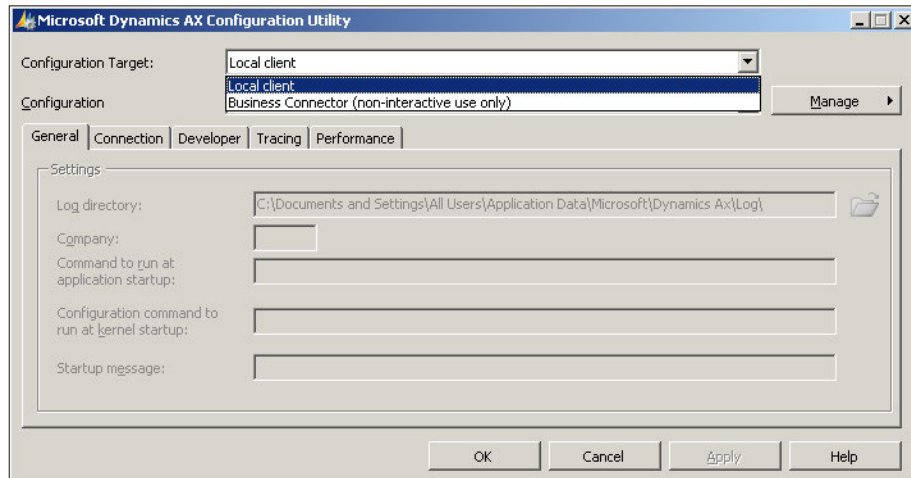 Microsoft Dynamics AX Configuration Utility
Configuration Target:
Local client
Local client
Business Connector (non-interactive use only)
Configuration
Manage
General
Connection
Developer
Tracing
Performance
Settings
Log directory:
C:\Documents and Settings\All Users\Application Data\Microsoft\Dynamics Ax\Log\
Company:
Command to run at
application startup:
Configuration command to
run at kernel startup:
Startup message:
OK
Cancel
Apply
Help